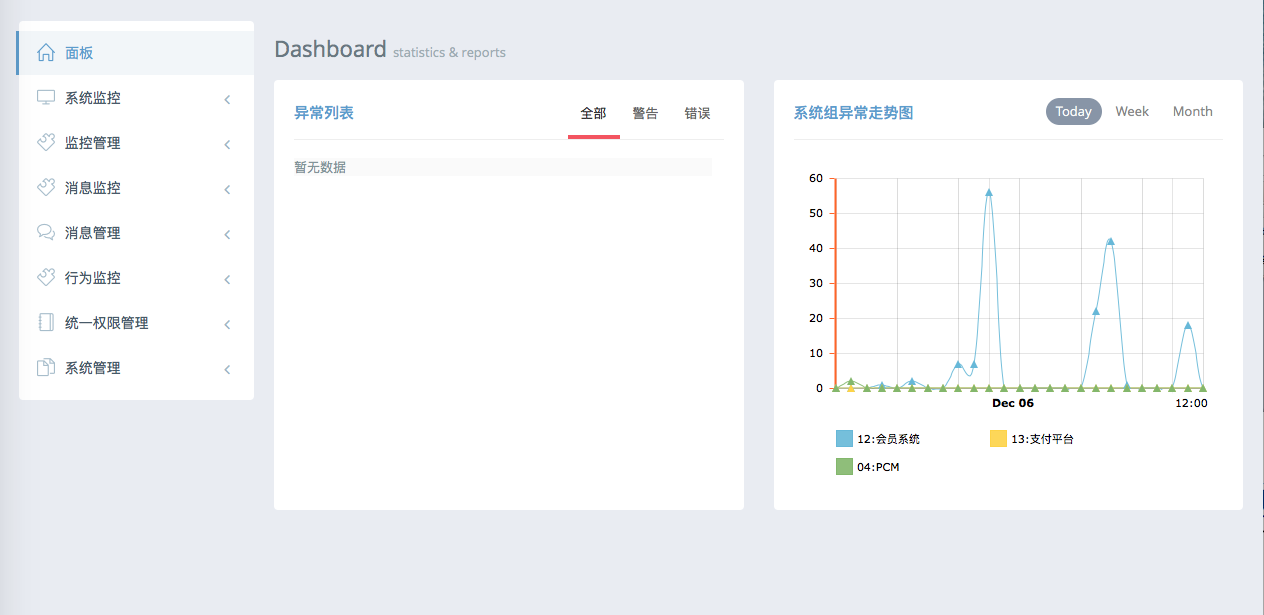 面板
系统监控
监控管理
消息监控
消息管理
行为监控
统一权限管理
系统管理
Dashboard statistics & reports
异常列表 全部 警告 错误
暂无数据
系统组异常走势图 Today Week Month
60
50
40
30
20
10
0
Dec 06 12:00
12:会员系统 13:支付平台
04:PCM